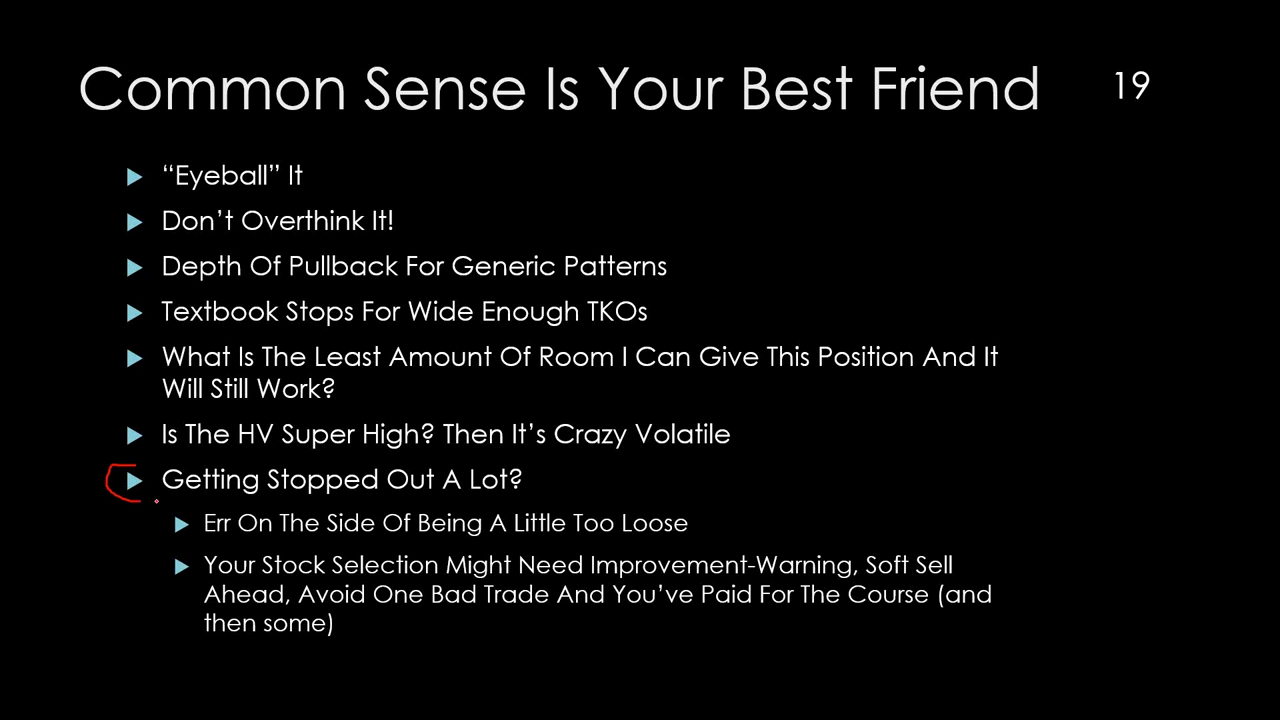 Common Sense Is Your Best Friend
19
“Eyeball” It
Don’t Overthink It!
Depth Of Pullback For Generic Patterns
Textbook Stops For Wide Enough TKOs
What Is The Least Amount Of Room I Can Give This Position And It
Will Still Work?
Is The HV Super High? Then It’s Crazy Volatile
Getting Stopped Out A Lot?
Err On The Side Of Being A Little Too Loose
Your Stock Selection Might Need Improvement-Warning, Soft Sell
Ahead, Avoid One Bad Trade And You’ve Paid For The Course (and
then some)